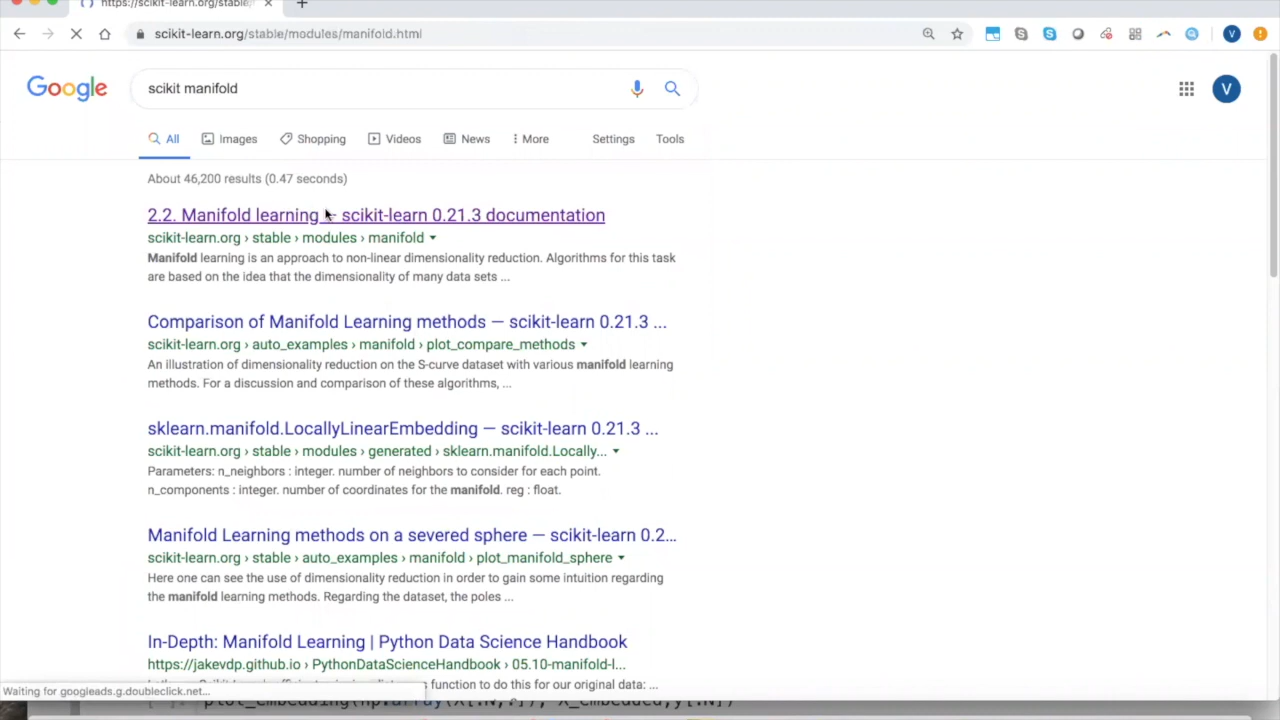 https://scikit-learn.org/stable/
scikit-learn.org/stable/modules/manifold.html
V
Google
scikit manifold
V
All Images Shopping Videos News More Settings Tools
About 46,200 results (0.47 seconds)
2.2. Manifold learning — scikit-learn 0.21.3 documentation
scikit-learn.org › stable › modules › manifold
Manifold learning is an approach to non-linear dimensionality reduction. Algorithms for this task
are based on the idea that the dimensionality of many data sets ...
Comparison of Manifold Learning methods — scikit-learn 0.21.3 ...
scikit-learn.org › auto_examples › manifold › plot_compare_methods
An illustration of dimensionality reduction on the S-curve dataset with various manifold learning
methods. For a discussion and comparison of these algorithms, ...
sklearn.manifold.LocallyLinearEmbedding — scikit-learn 0.21.3 ...
scikit-learn.org › stable › modules › generated › sklearn.manifold.Locally...
Parameters: n_neighbors : integer. number of neighbors to consider for each point.
n_components : integer. number of coordinates for the manifold. reg : float.
Manifold Learning methods on a severed sphere — scikit-learn 0.2...
scikit-learn.org › stable › auto_examples › manifold › plot_manifold_sphere
Here one can see the use of dimensionality reduction in order to gain some intuition regarding
the manifold learning methods. Regarding the dataset, the poles ...
In-Depth: Manifold Learning | Python Data Science Handbook
https://jakevdp.github.io › PythonDataScienceHandbook › 05.10-manifold-l...
function to do this for our original data: ...
Waiting for googleads.g.doubleclick.net...